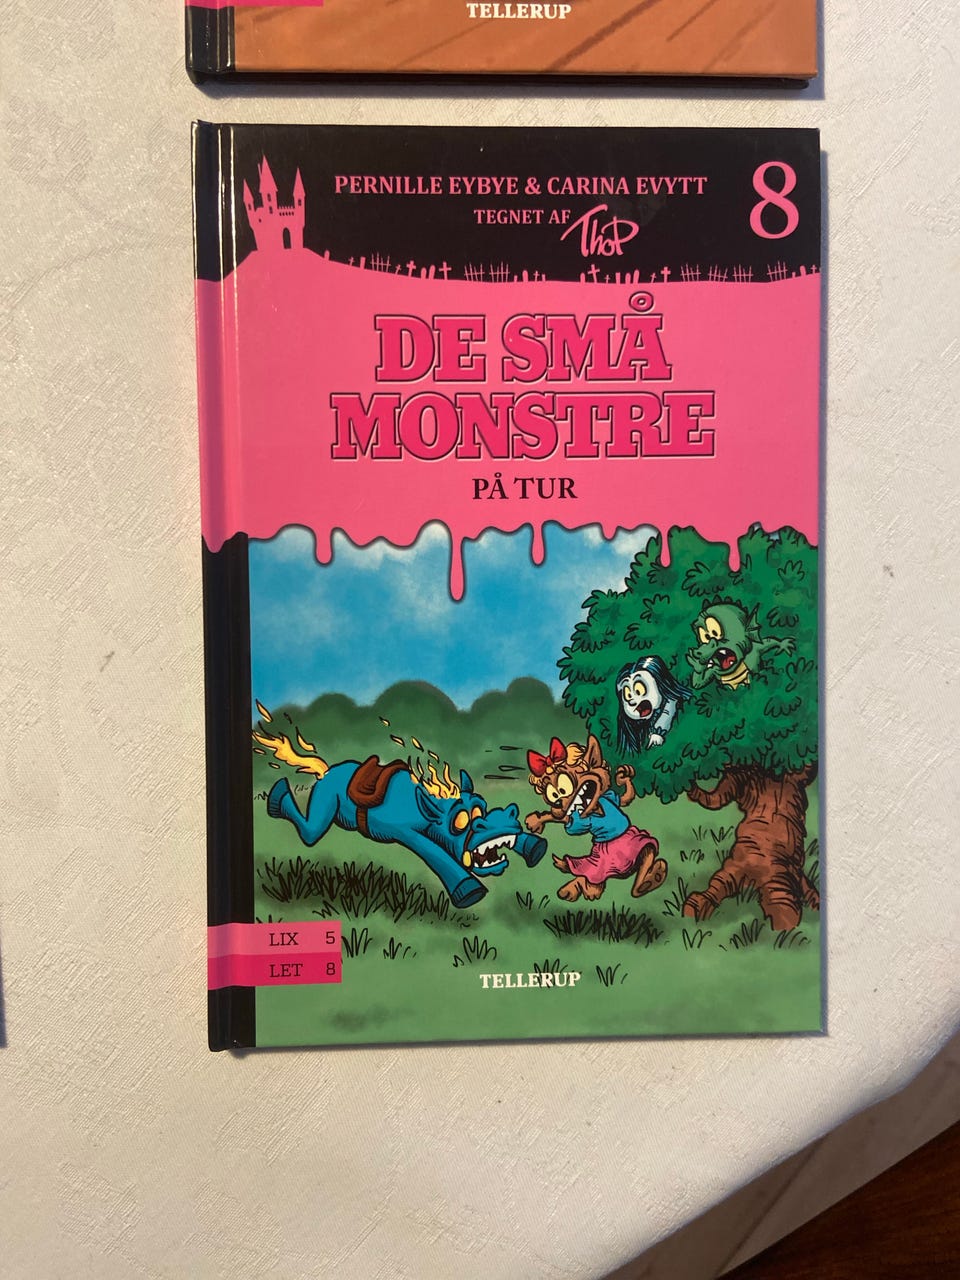 TELLERUP
PERNILLE EYBYE & CARINA EVYTT
TEGNET AF ThoP
8
DE SMÅ
MONSTRE
PÅ TUR
LIX 5
LET 8
TELLERUP